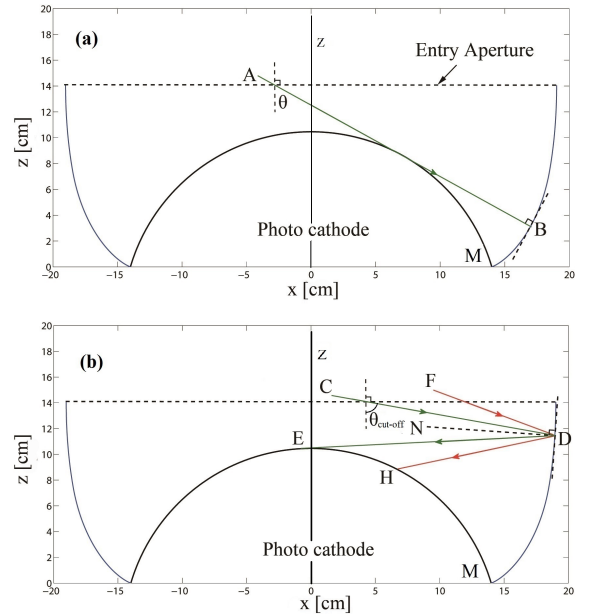 (a)
z
Entry Aperture
A
θ
Photo cathode
M
B
z [cm]
20
18
16
14
12
10
8
6
4
2
0
−20
−15
−10
−5
0
5
10
15
20
x [cm]
(b)
z
C
F
θcut-off
N
D
E
H
Photo cathode
M
z [cm]
20
18
16
14
12
10
8
6
4
2
0
−20
−15
−10
−5
0
5
10
15
20
x [cm]